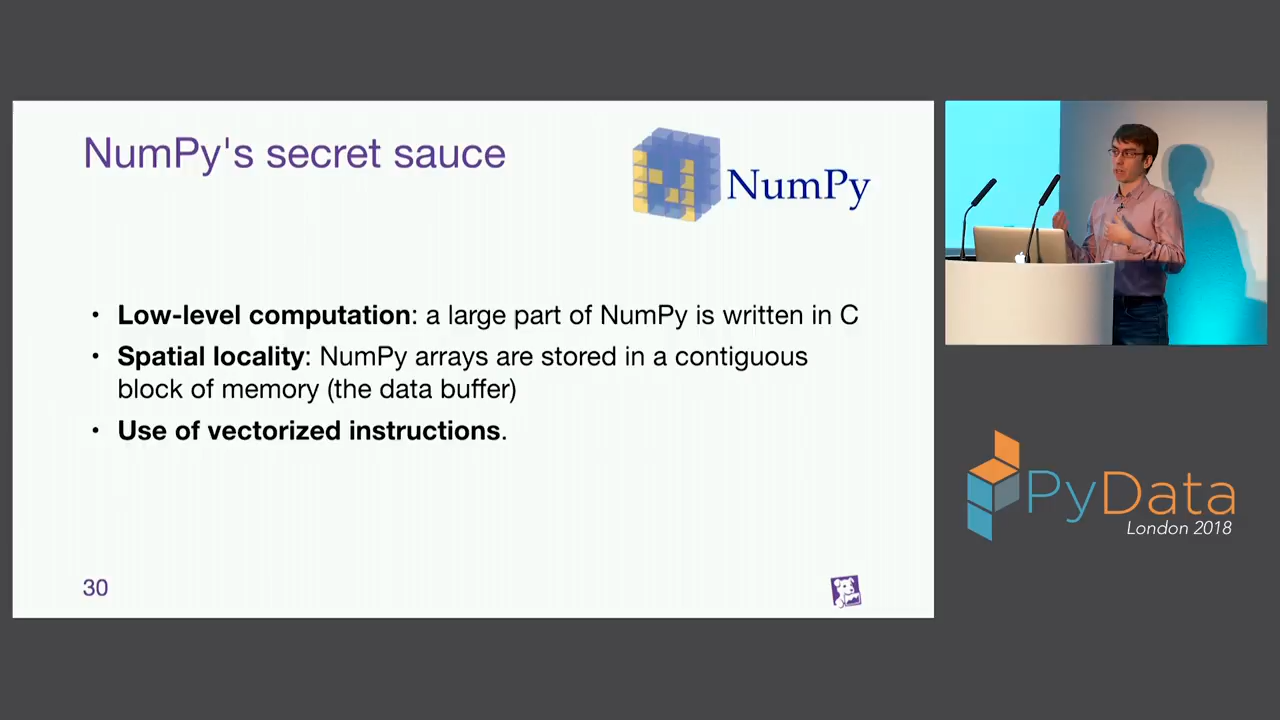 NumPy's secret sauce
NumPy
• Low-level computation: a large part of NumPy is written in C
• Spatial locality: NumPy arrays are stored in a contiguous
block of memory (the data buffer)
• Use of vectorized instructions.
30
PyData
London 2018